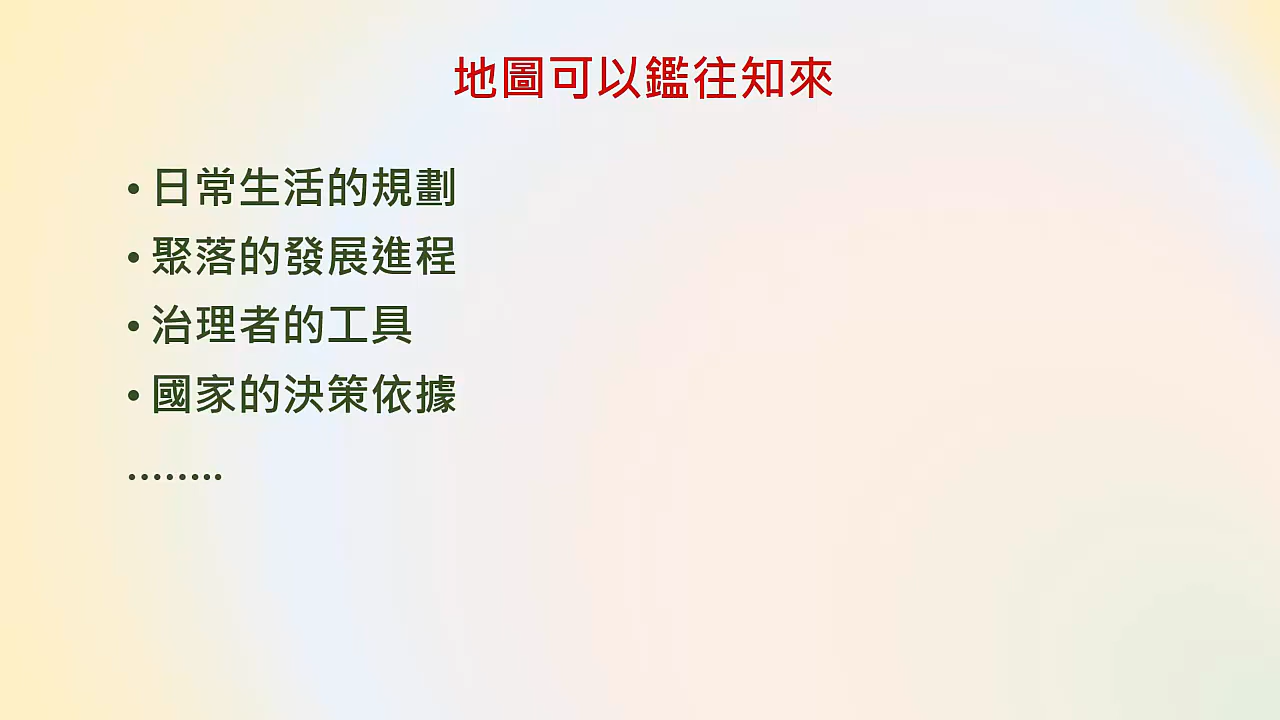 地圖可以鑑往知來
• 日常生活的規劃
• 聚落的發展進程
• 治理者的工具
• 國家的決策依據
........